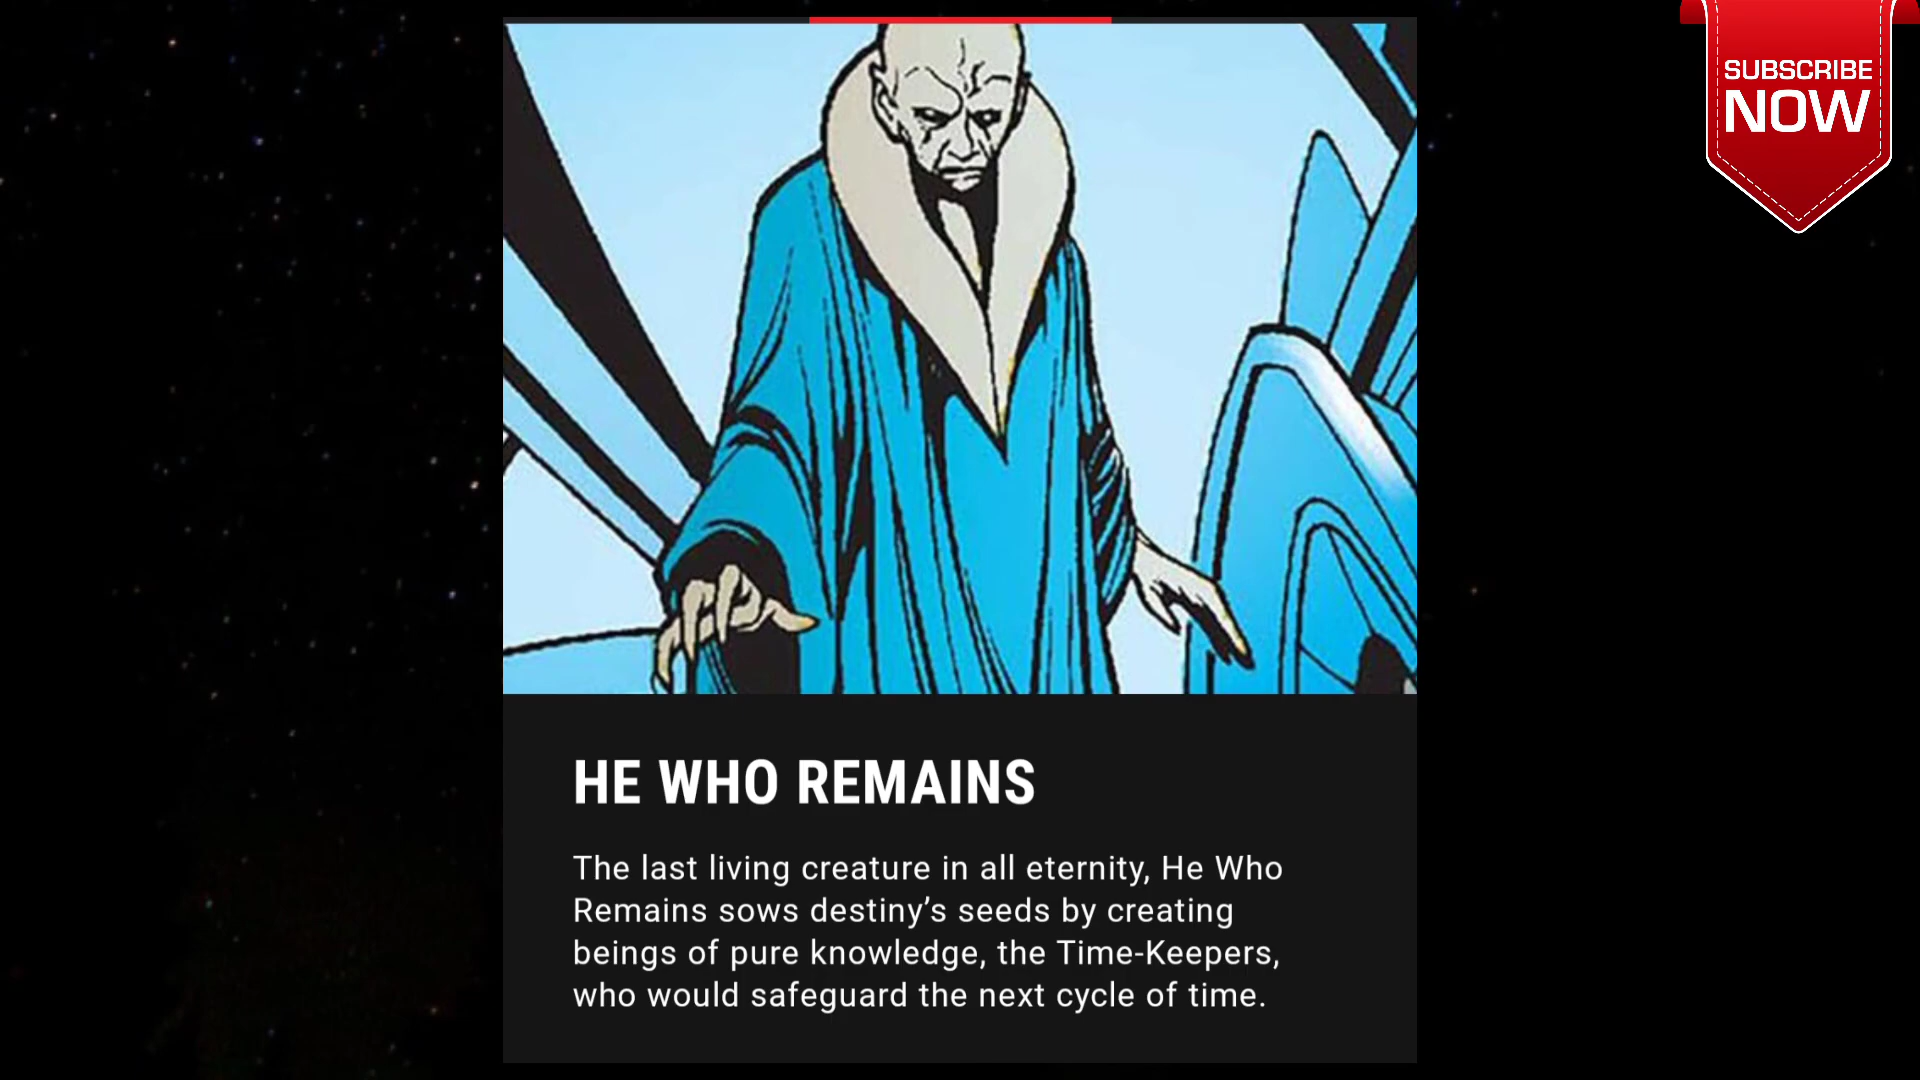 SUBSCRIBE
NOW
HE WHO REMAINS
The last living creature in all eternity, He Who
Remains sows destiny’s seeds by creating
beings of pure knowledge, the Time-Keepers,
who would safeguard the next cycle of time.